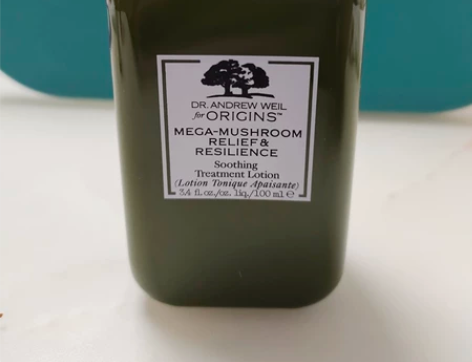 DR. ANDREW WEIL
for ORIGINS™
MEGA-MUSHROOM
RELIEF &
RESILIENCE
Soothing
Treatment Lotion
(Lotion Tonique Apaisante)
3.4 fl.oz./oz. liq./100 ml ℮